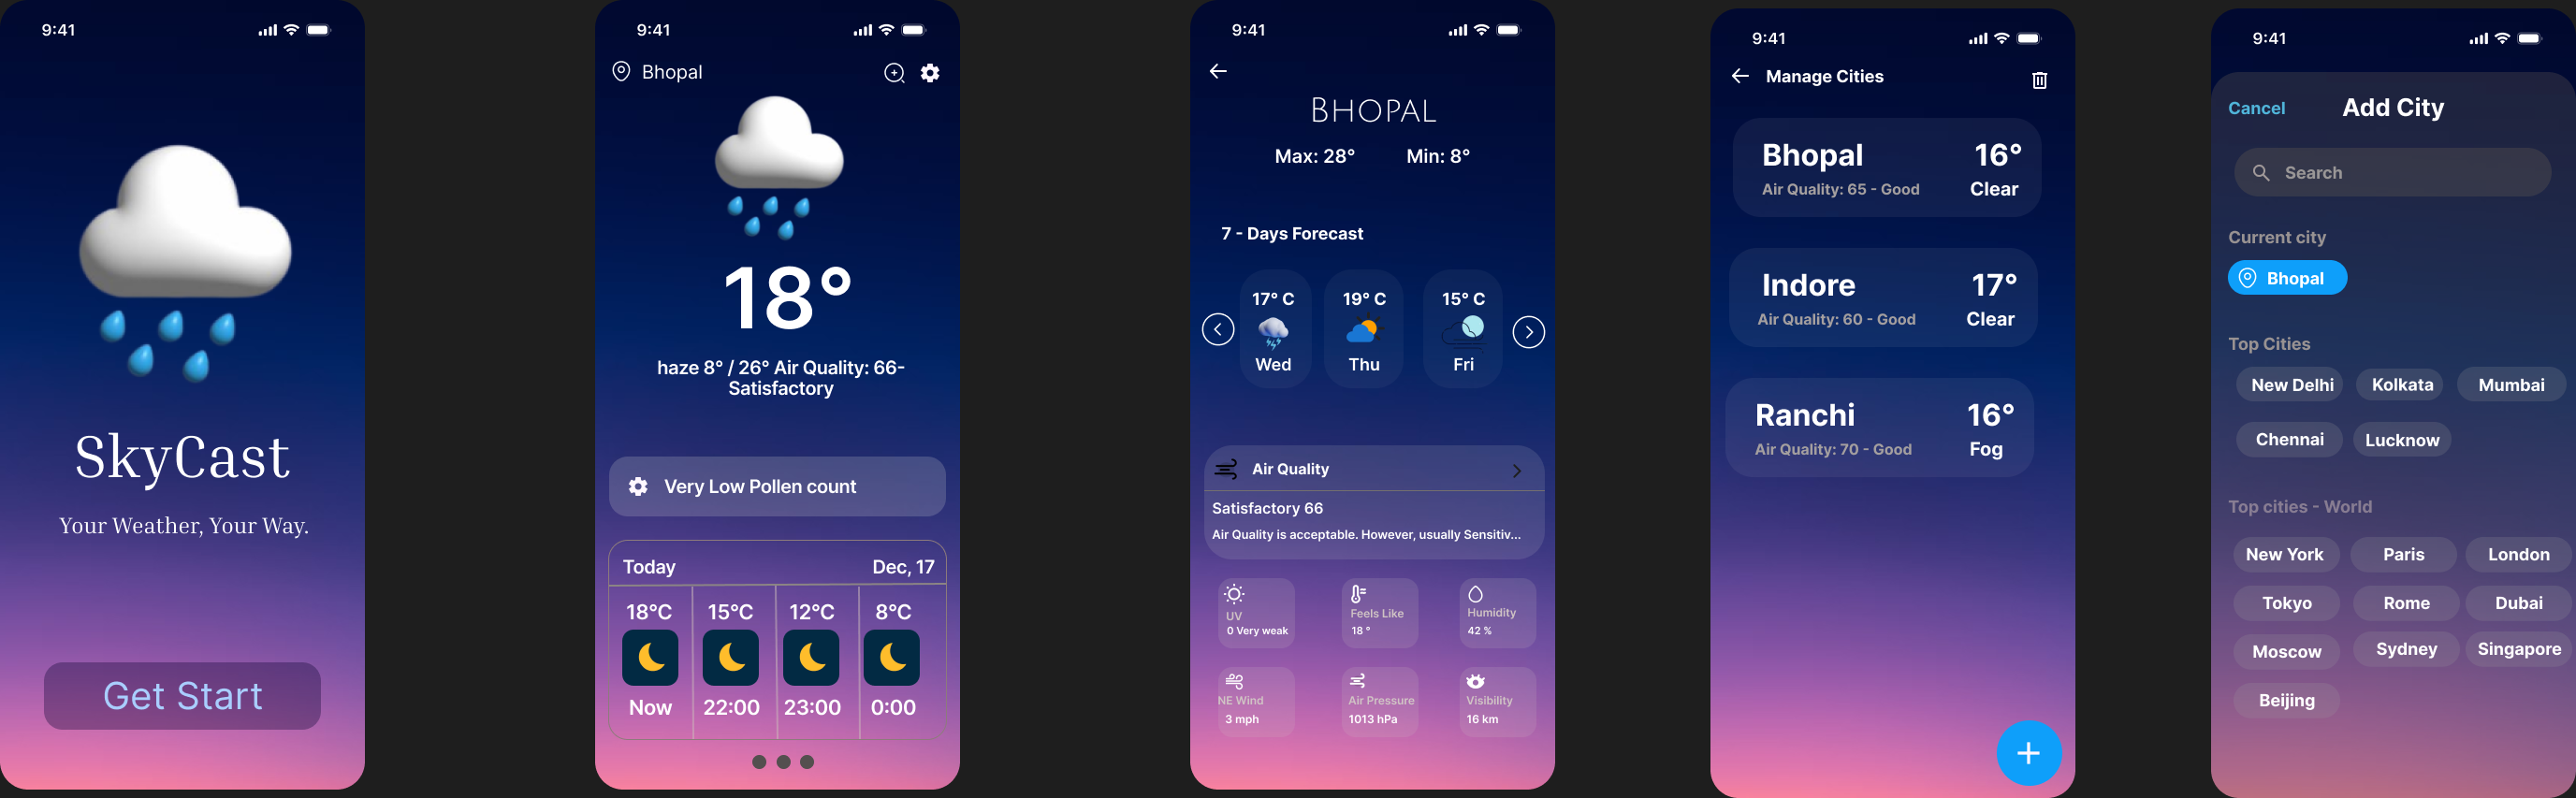 9:41
SkyCast
Your Weather, Your Way.
Get Start
9:41
Bhopal
18°
haze 8° / 26° Air Quality: 66-
Satisfactory
Very Low Pollen count
Today Dec, 17
18°C 15°C 12°C 8°C
Now 22:00 23:00 0:00
9:41
BHOPAL
Max: 28° Min: 8°
7 - Days Forecast
17° C 19° C 15° C
Wed Thu Fri
Air Quality
Satisfactory 66
Air Quality is acceptable. However, usually Sensitiv...
UV Feels Like Humidity
0 Very weak 18 ° 42 %
NE Wind Air Pressure Visibility
3 mph 1013 hPa 16 km
9:41
Manage Cities
Bhopal 16°
Air Quality: 65 - Good Clear
Indore 17°
Air Quality: 60 - Good Clear
Ranchi 16°
Air Quality: 70 - Good Fog
9:41
Cancel Add City
Search
Current city
Bhopal
Top Cities
New Delhi Kolkata Mumbai
Chennai Lucknow
Top cities - World
New York Paris London
Tokyo Rome Dubai
Moscow Sydney Singapore
Beijing